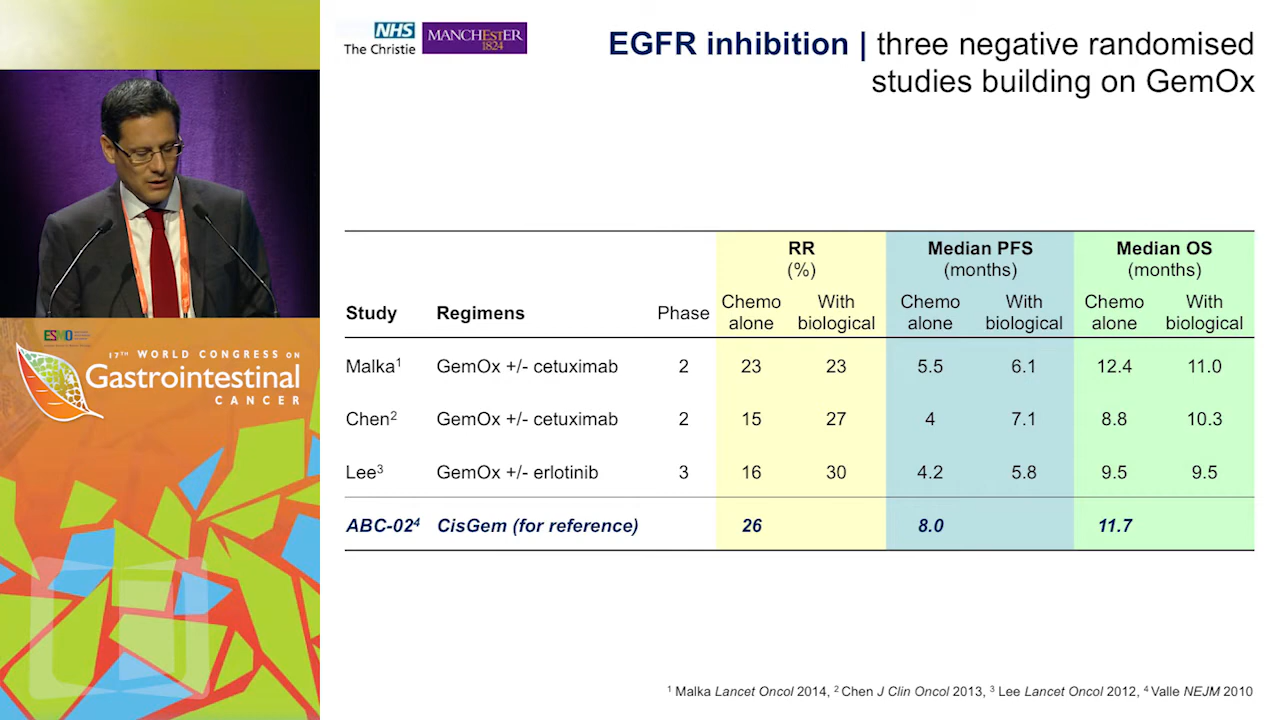 NHS
The Christie
MANCHESTER
1824
EGFR inhibition | three negative randomised
studies building on GemOx
RR
(%)
Median PFS
(months)
Median OS
(months)
Study Regimens Phase Chemo alone With biological Chemo alone With biological Chemo alone With biological
Malka1 GemOx +/- cetuximab 2 23 23 5.5 6.1 12.4 11.0
Chen2 GemOx +/- cetuximab 2 15 27 4 7.1 8.8 10.3
Lee3 GemOx +/- erlotinib 3 16 30 4.2 5.8 9.5 9.5
ABC-024 CisGem (for reference) 26 8.0 11.7
1 Malka Lancet Oncol 2014, 2 Chen J Clin Oncol 2013, 3 Lee Lancet Oncol 2012, 4 Valle NEJM 2010
ESMO
17TH WORLD CONGRESS ON
Gastrointestinal
CANCER